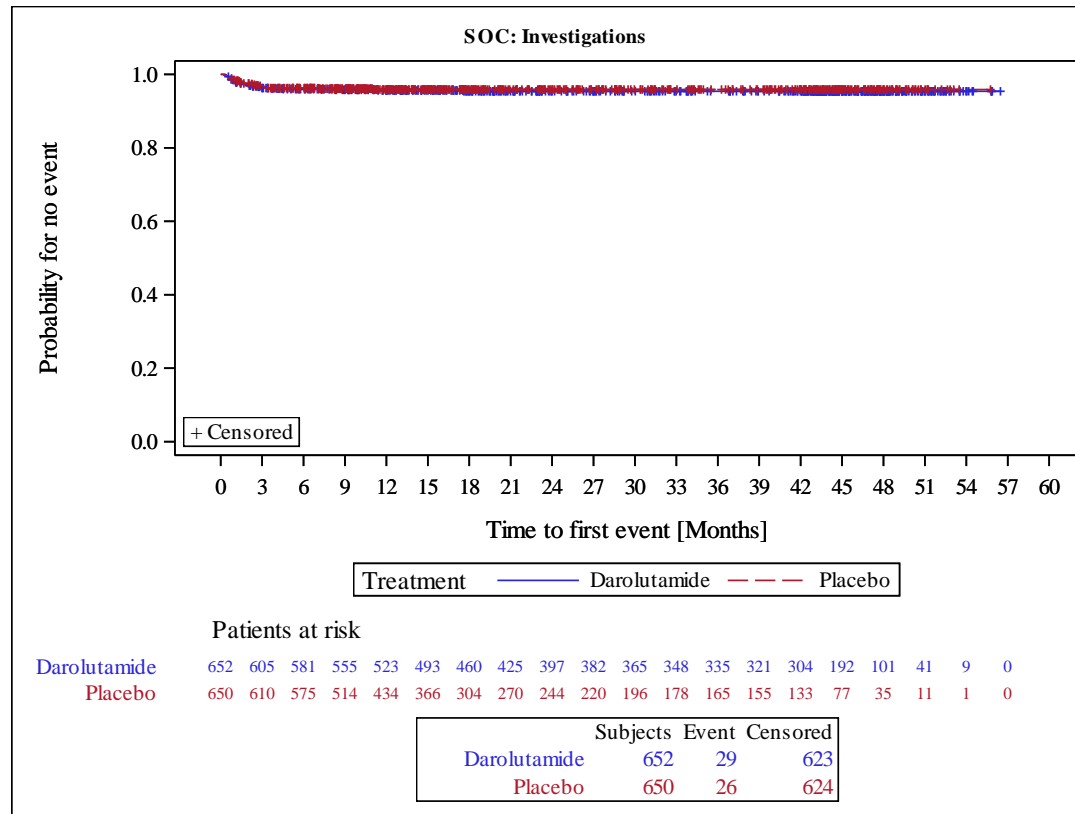 SOC: Investigations
Probability for no event
1.0
0.8
0.6
0.4
0.2
0.0
+ Censored
0 3 6 9 12 15 18 21 24 27 30 33 36 39 42 45 48 51 54 57 60
Time to first event [Months]
Treatment Darolutamide Placebo
Patients at risk
Darolutamide 652 605 581 555 523 493 460 425 397 382 365 348 335 321 304 192 101 41 9 0
Placebo 650 610 575 514 434 366 304 270 244 220 196 178 165 155 133 77 35 11 1 0
Subjects Event Censored
Darolutamide 652 29 623
Placebo 650 26 624